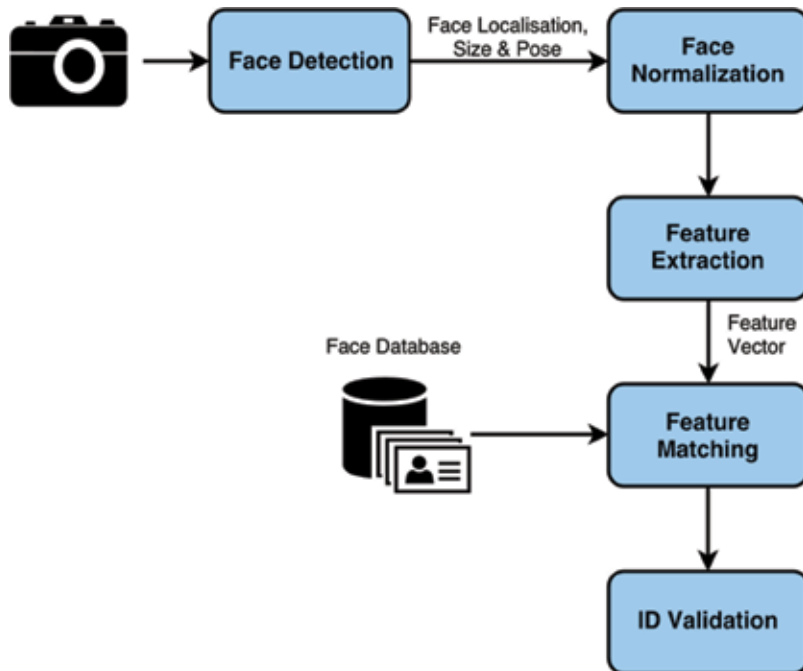 Face Detection
Face Localisation,
Size & Pose
Face
Normalization
Feature
Extraction
Feature
Vector
Face Database
Feature
Matching
ID Validation